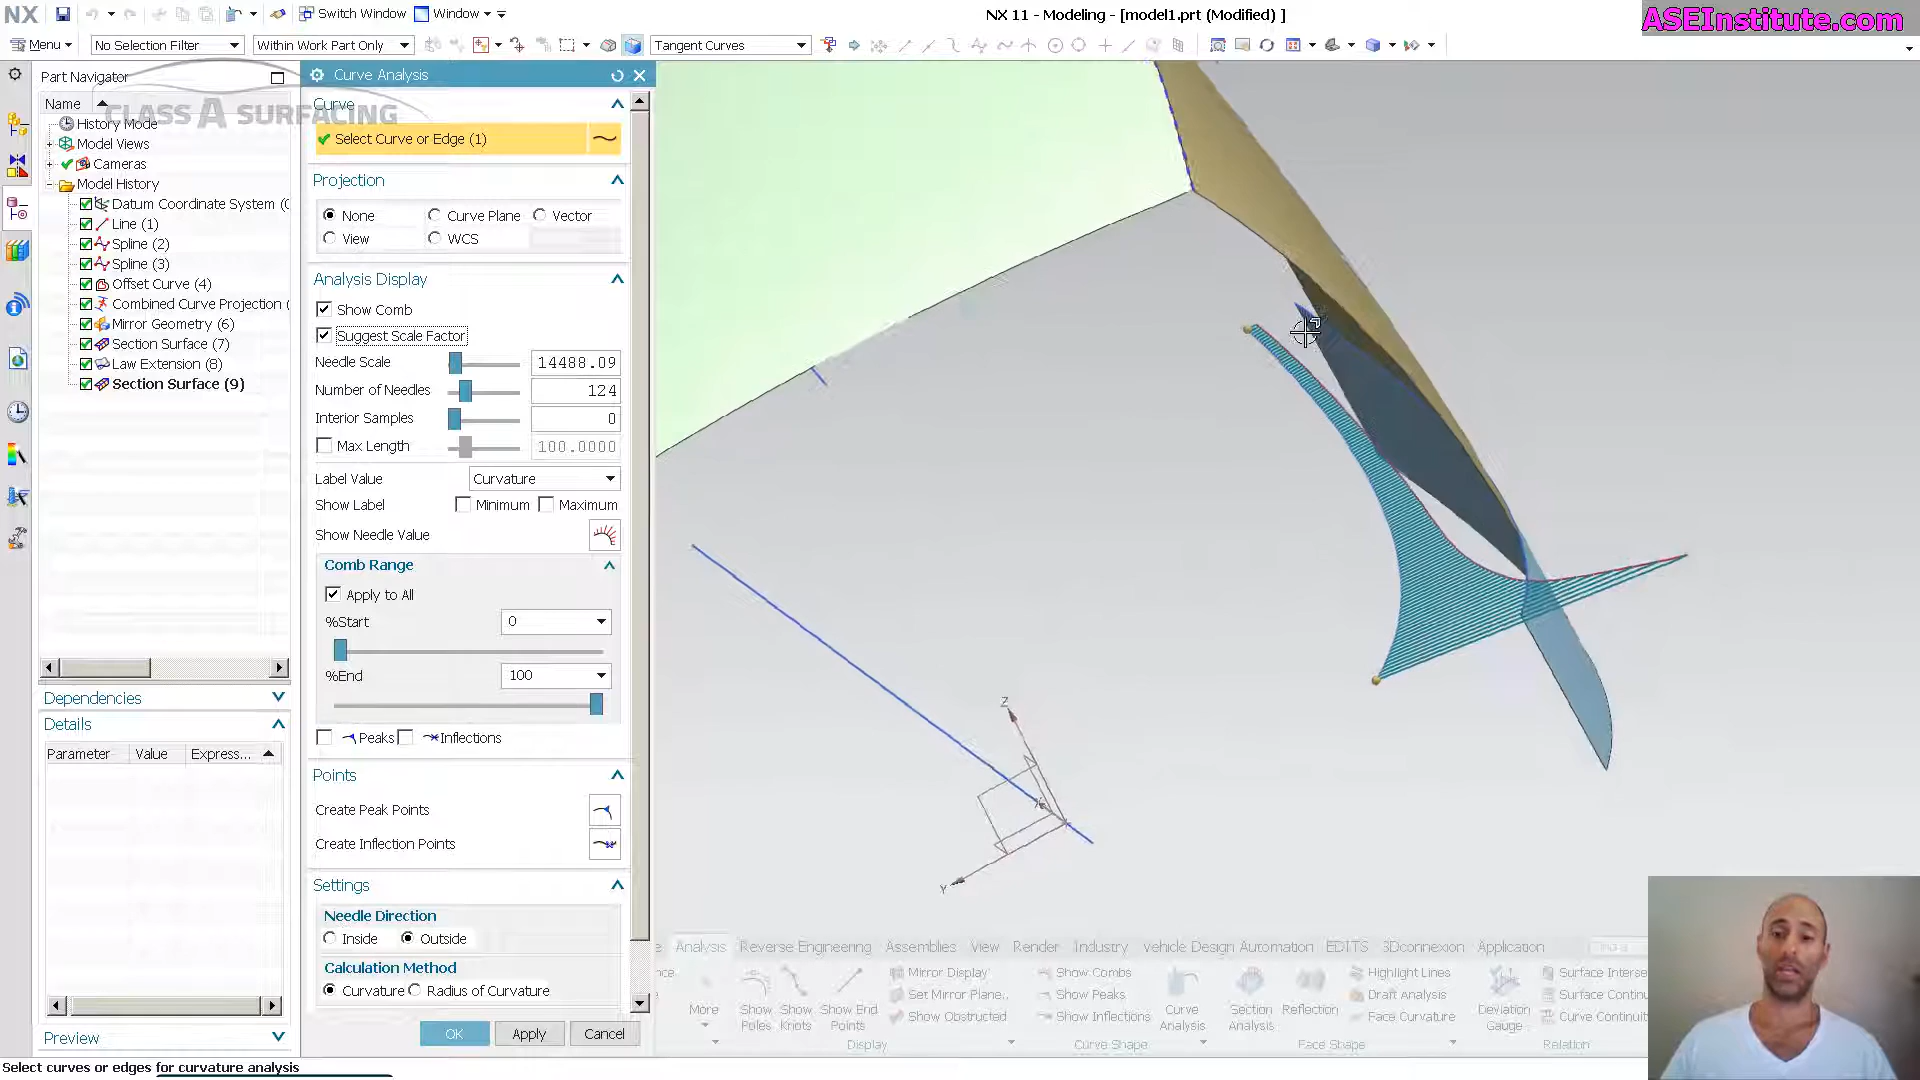 NX
Switch Window
Window
NX 11 - Modeling - [model1.prt (Modified) ]
ASEInstitute.com
Menu
No Selection Filter
Within Work Part Only
Tangent Curves
Part Navigator
CLASS A SURFACING
Name
History Mode
Model Views
Cameras
Model History
Datum Coordinate System (0
Line (1)
Spline (2)
Spline (3)
Offset Curve (4)
Combined Curve Projection (
Mirror Geometry (6)
Section Surface (7)
Law Extension (8)
Section Surface (9)
Dependencies
Details
Parameter Value Express...
Preview
Curve Analysis
Curve
Select Curve or Edge (1)
Projection
None Curve Plane Vector
View WCS
Analysis Display
Show Comb
Suggest Scale Factor
Needle Scale 14488.09
Number of Needles 124
Interior Samples 0
Max Length 100.0000
Label Value Curvature
Show Label Minimum Maximum
Show Needle Value
Comb Range
Apply to All
%Start 0
%End 100
Peaks Inflections
Points
Create Peak Points
Create Inflection Points
Settings
Needle Direction
Inside Outside
Calculation Method
Curvature Radius of Curvature
OK Apply Cancel
Z
Y
Analysis Reverse Engineering Assemblies View Render Industry Vehicle Design Automation EDITS 3Dconnexion Application
More
Show Poles
Show Knots
Show End Points
Mirror Display
Set Mirror Plane..
Show Obstructed
Display
Show Combs
Show Peaks
Show Inflections
Curve Analysis
Curve Shape
Section Analysis
Reflection
Highlight Lines
Draft Analysis
Face Curvature
Face Shape
Deviation Gauge
Surface Interse
Surface Continu
Curve Continuit
Relation
Select curves or edges for curvature analysis